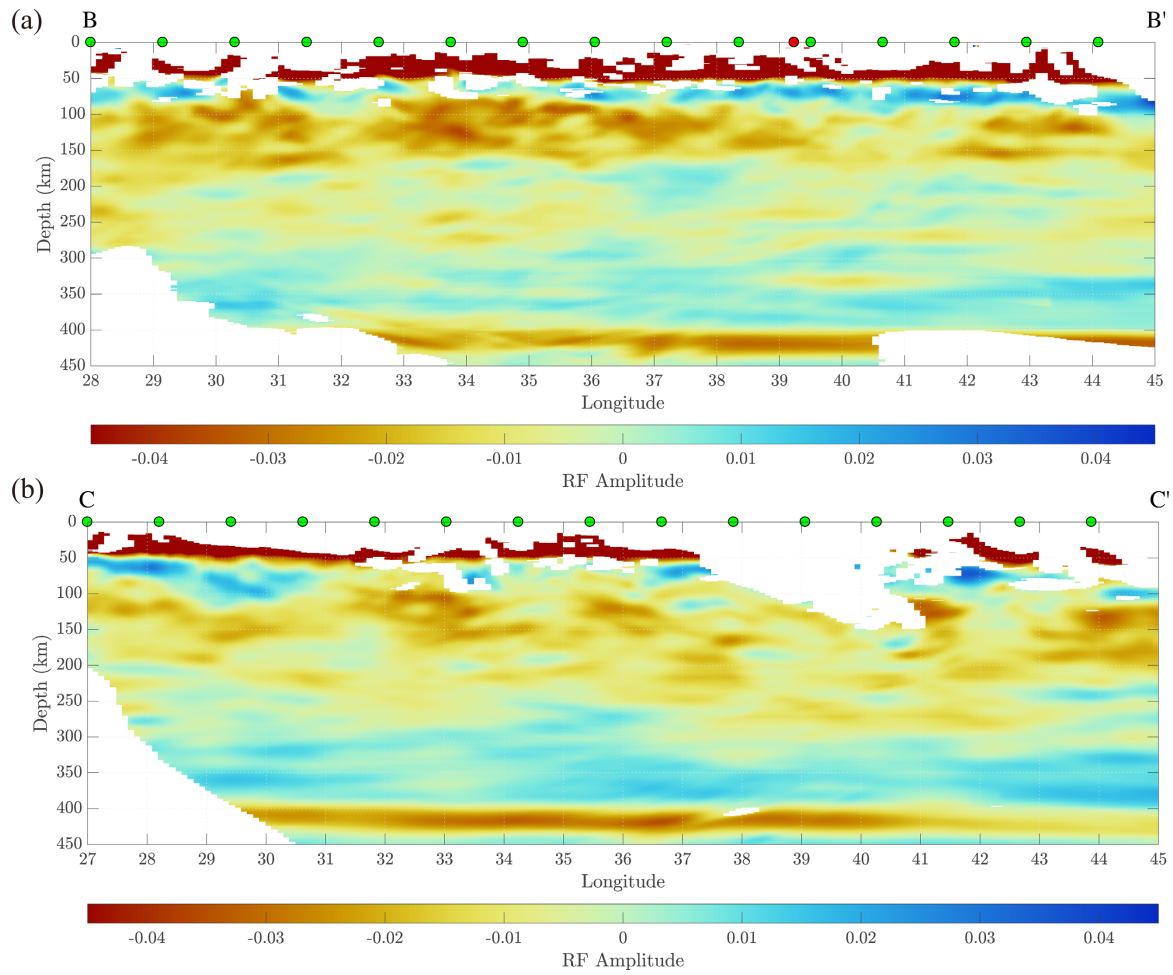 (a)
B B'
0
50
100
150
200
250
300
350
400
450
Depth (km)
28 29 30 31 32 33 34 35 36 37 38 39 40 41 42 43 44 45
Longitude
-0.04 -0.03 -0.02 -0.01 0 0.01 0.02 0.03 0.04
RF Amplitude
(b)
C C'
0
50
100
150
200
250
300
350
400
450
Depth (km)
27 28 29 30 31 32 33 34 35 36 37 38 39 40 41 42 43 44 45
Longitude
-0.04 -0.03 -0.02 -0.01 0 0.01 0.02 0.03 0.04
RF Amplitude